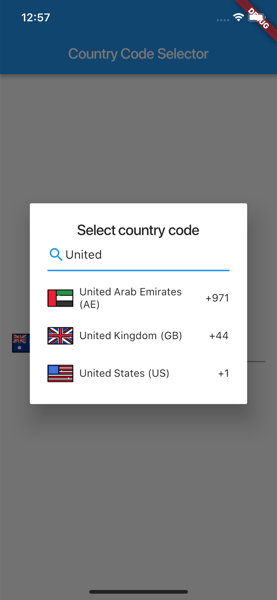 12:57
DEBUG
Country Code Selector
Select country code
United
United Arab Emirates
(AE)
+971
United Kingdom (GB)
+44
United States (US)
+1